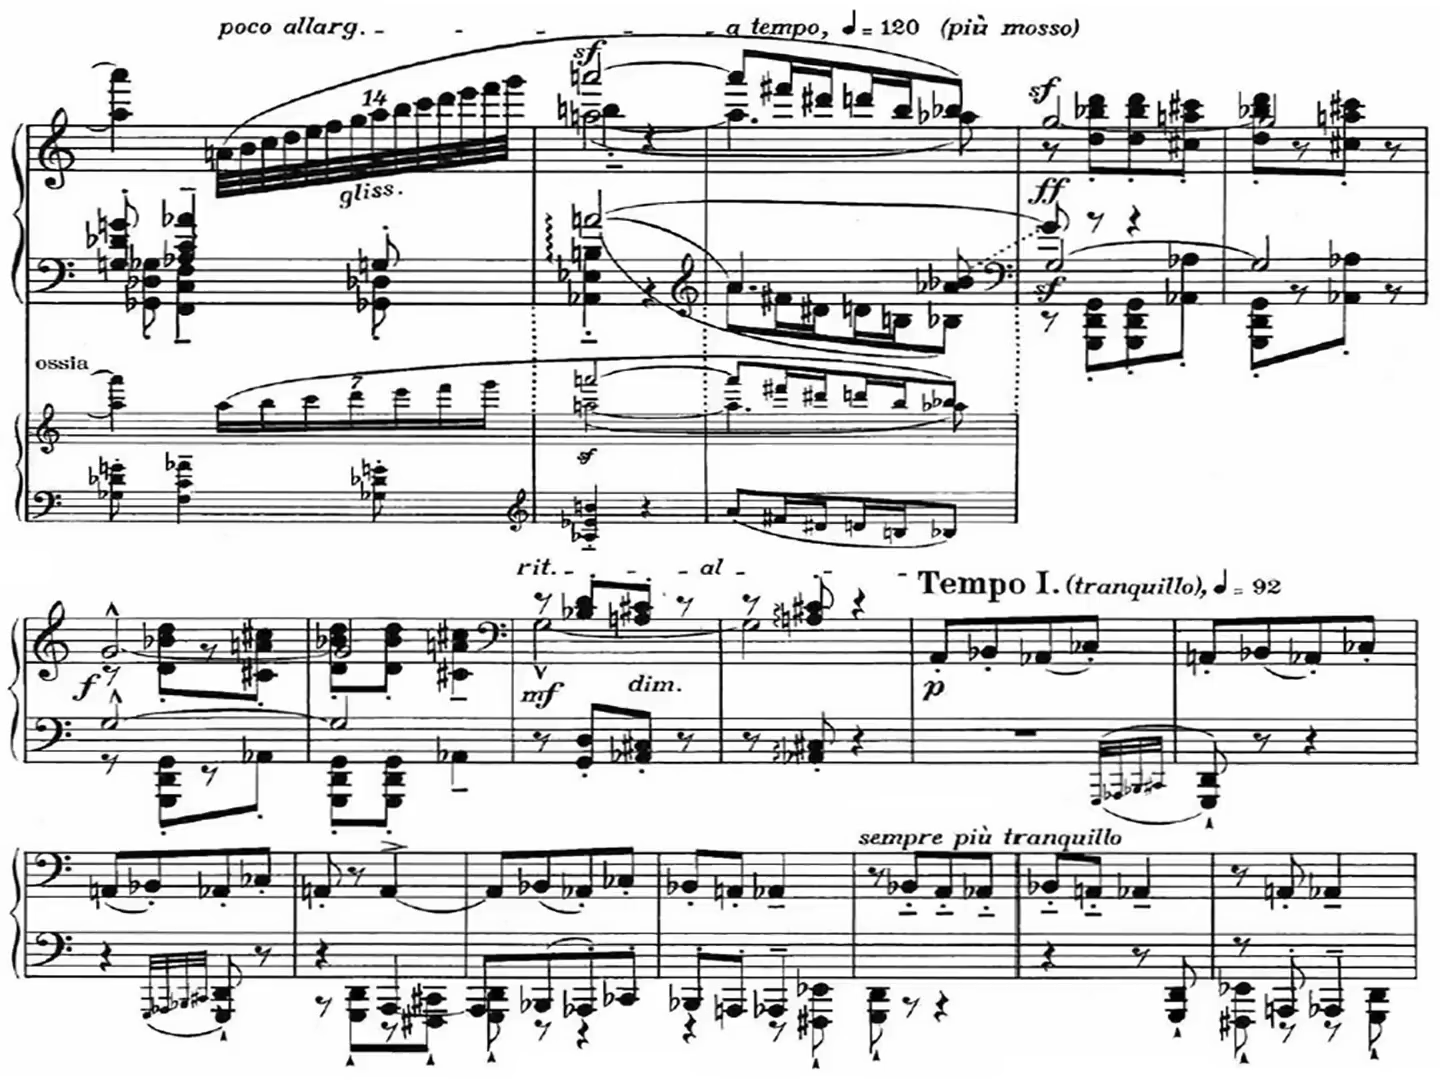 poco allarg. - - - - - a tempo, ♩ = 120 (più mosso)
sf
14
gliss.
sf
ff
sf
ossia
7
sf
rit. - - - al - - - Tempo I. (tranquillo), ♩ = 92
f
mf dim.
p
sempre più tranquillo